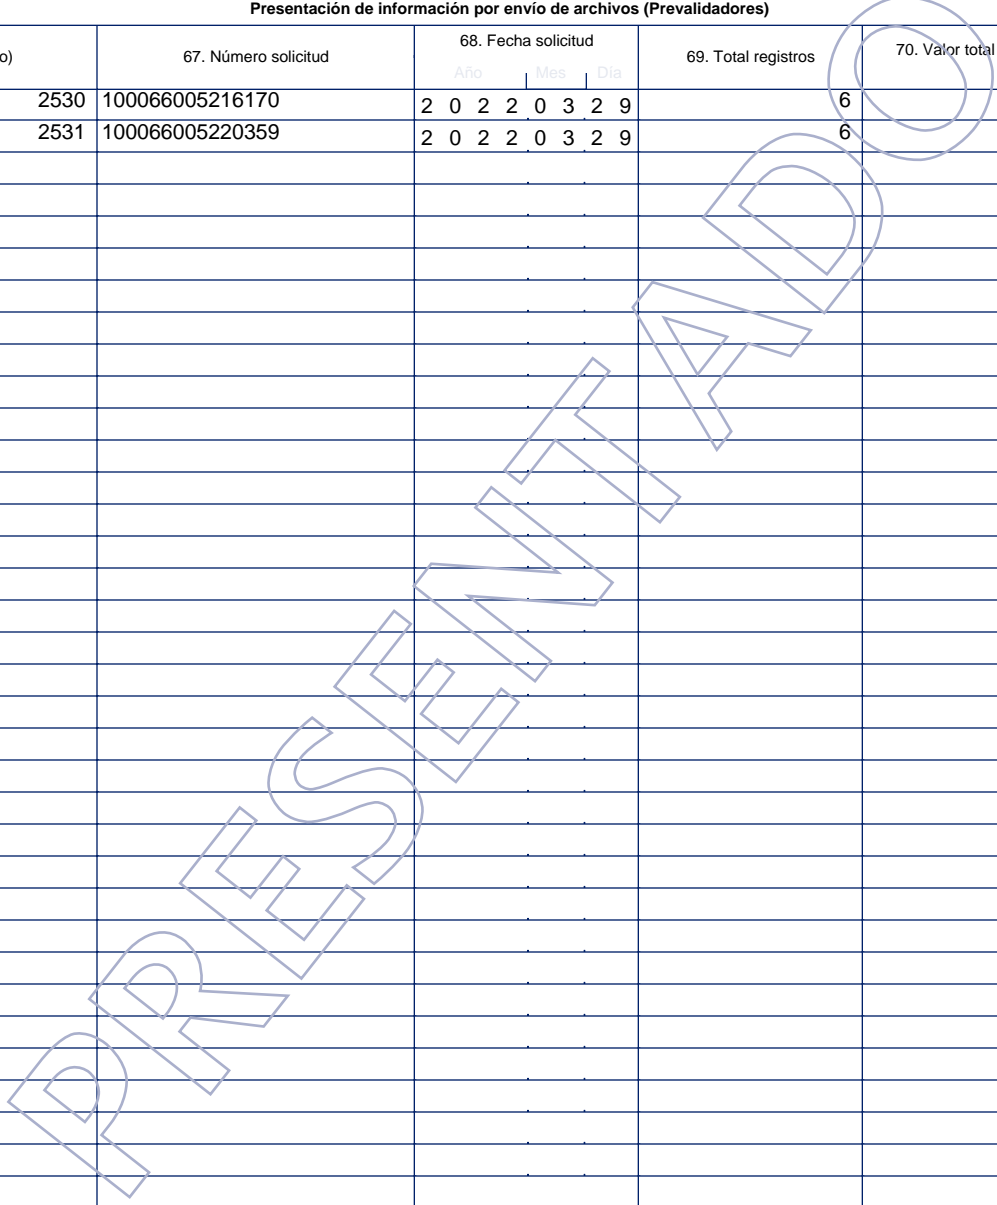 Presentación de información por envío de archivos (Prevalidadores)
o) 67. Número solicitud 68. Fecha solicitud 69. Total registros 70. Valor total
Año Mes Día
2530 100066005216170 2 0 2 2 0 3 2 9 6
2531 100066005220359 2 0 2 2 0 3 2 9 6
PRESENTADO